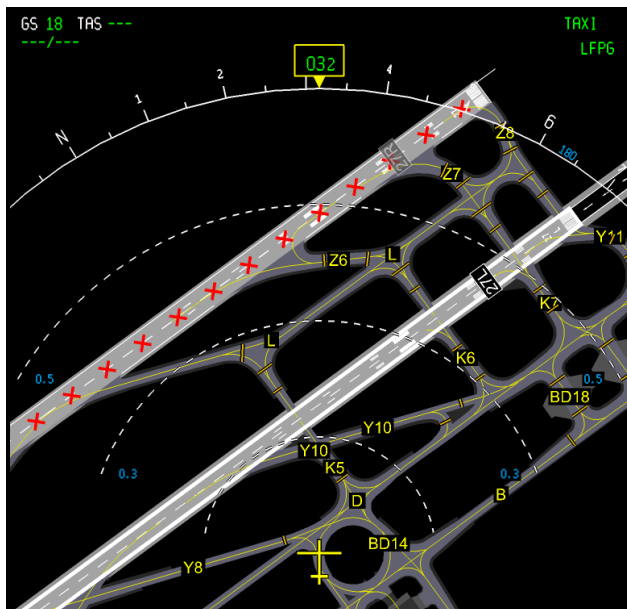 GS 18 TAS ---
---/---
TAXI
LFPG
032
N
1
2
4
6
180
27R
Z8
Z7
Z6
L
Y11
27L
K7
L
K6
0.5
0.5
BD18
Y10
Y10
K5
0.3
0.3
D
B
BD14
Y8